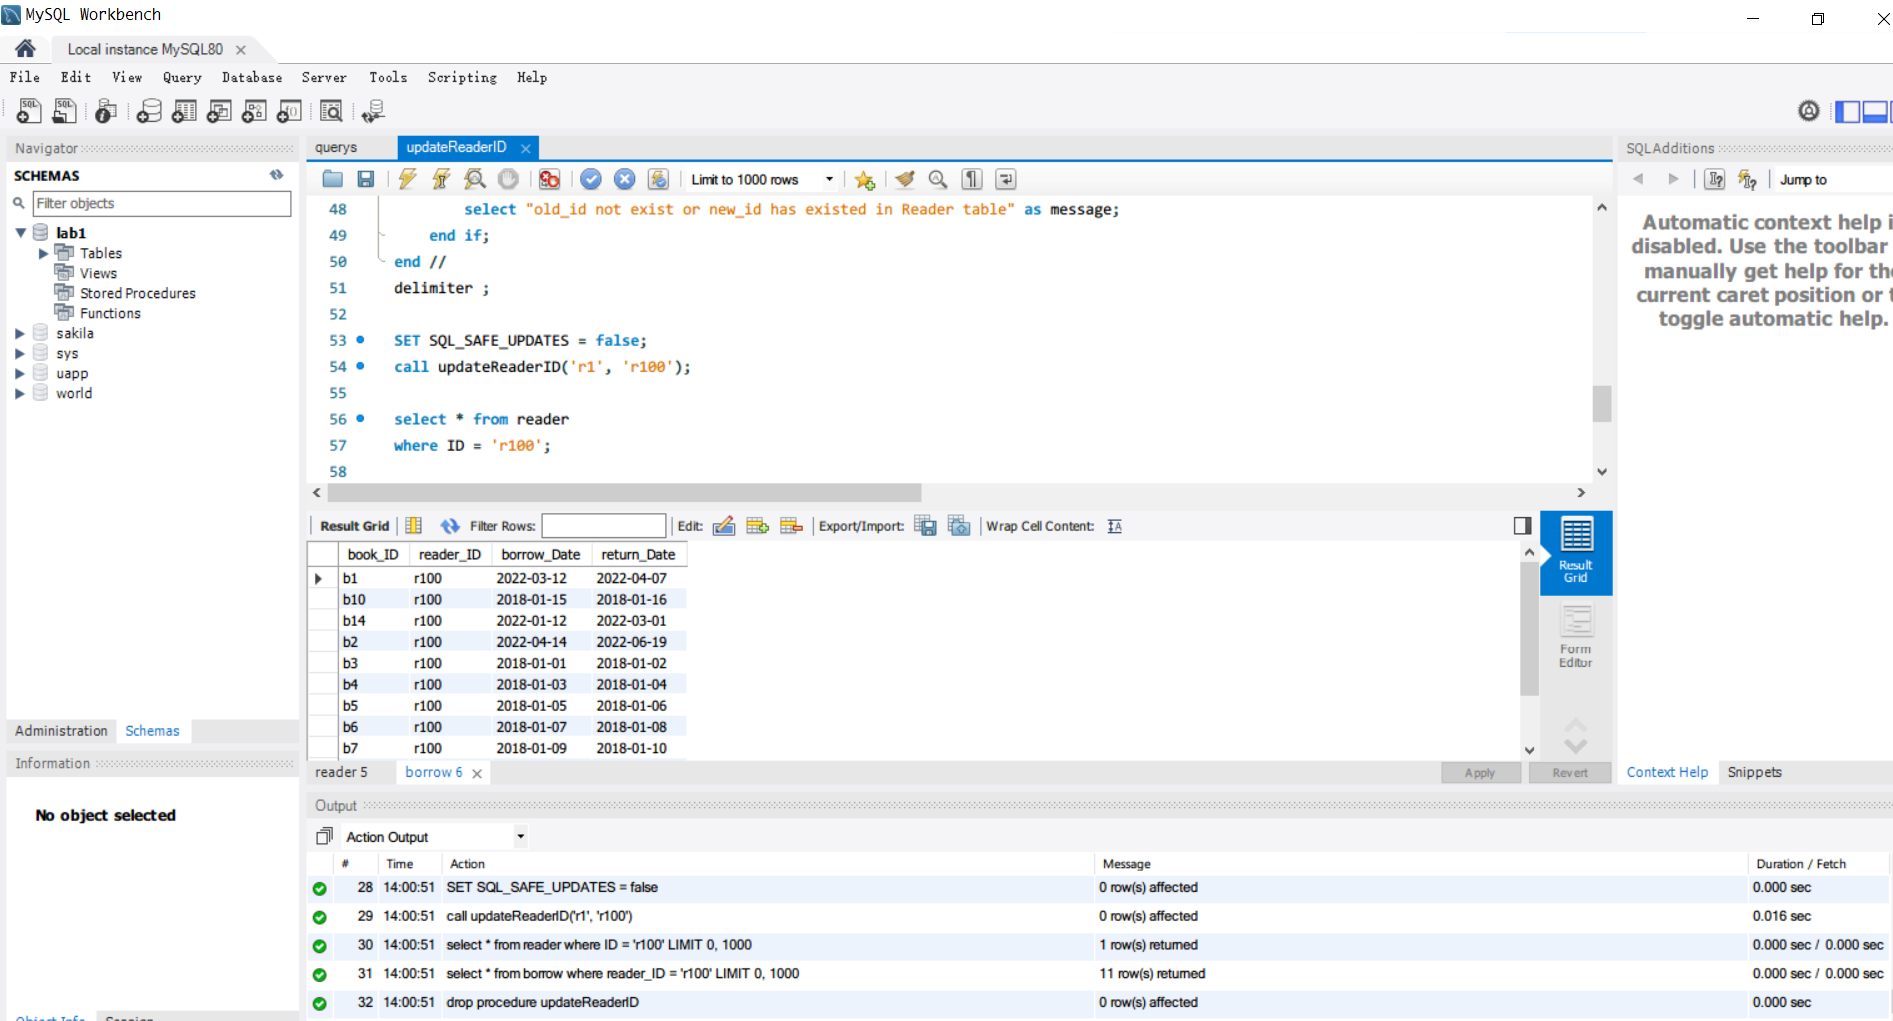 MySQL Workbench
Local instance MySQL80
File Edit View Query Database Server Tools Scripting Help
Navigator
SCHEMAS
Filter objects
lab1
Tables
Views
Stored Procedures
Functions
sakila
sys
uapp
world
Administration Schemas
Information
No object selected
querys updateReaderID
Limit to 1000 rows
48 select "old_id not exist or new_id has existed in Reader table" as message;
49 end if;
50 end //
51 delimiter ;
52
53 SET SQL_SAFE_UPDATES = false;
54 call updateReaderID('r1', 'r100');
55
56 select * from reader
57 where ID = 'r100';
58
Result Grid Filter Rows: Edit: Export/Import: Wrap Cell Content:
book_ID reader_ID borrow_Date return_Date
b1 r100 2022-03-12 2022-04-07
b10 r100 2018-01-15 2018-01-16
b14 r100 2022-01-12 2022-03-01
b2 r100 2022-04-14 2022-06-19
b3 r100 2018-01-01 2018-01-02
b4 r100 2018-01-03 2018-01-04
b5 r100 2018-01-05 2018-01-06
b6 r100 2018-01-07 2018-01-08
b7 r100 2018-01-09 2018-01-10
Result
Grid
Form
Editor
reader 5 borrow 6
Apply Revert
SQLAdditions
Jump to
Automatic context help i
disabled. Use the toolbar
manually get help for the
current caret position or t
toggle automatic help.
Context Help Snippets
Output
Action Output
# Time Action Message Duration / Fetch
28 14:00:51 SET SQL_SAFE_UPDATES = false 0 row(s) affected 0.000 sec
29 14:00:51 call updateReaderID('r1', 'r100') 0 row(s) affected 0.016 sec
30 14:00:51 select * from reader where ID = 'r100' LIMIT 0, 1000 1 row(s) returned 0.000 sec / 0.000 sec
31 14:00:51 select * from borrow where reader_ID = 'r100' LIMIT 0, 1000 11 row(s) returned 0.000 sec / 0.000 sec
32 14:00:51 drop procedure updateReaderID 0 row(s) affected 0.000 sec
Object Info Session